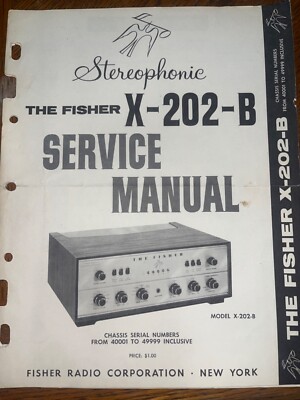 Stereophonic
THE FISHER X-202-B
SERVICE
MANUAL
THE FISHER
MODEL X-202-B
CHASSIS SERIAL NUMBERS
FROM 40001 TO 49999 INCLUSIVE
PRICE: $1.00
FISHER RADIO CORPORATION · NEW YORK
CHASSIS SERIAL NUMBERS
FROM 40001 TO 49999 INCLUSIVE
THE FISHER X-202-B